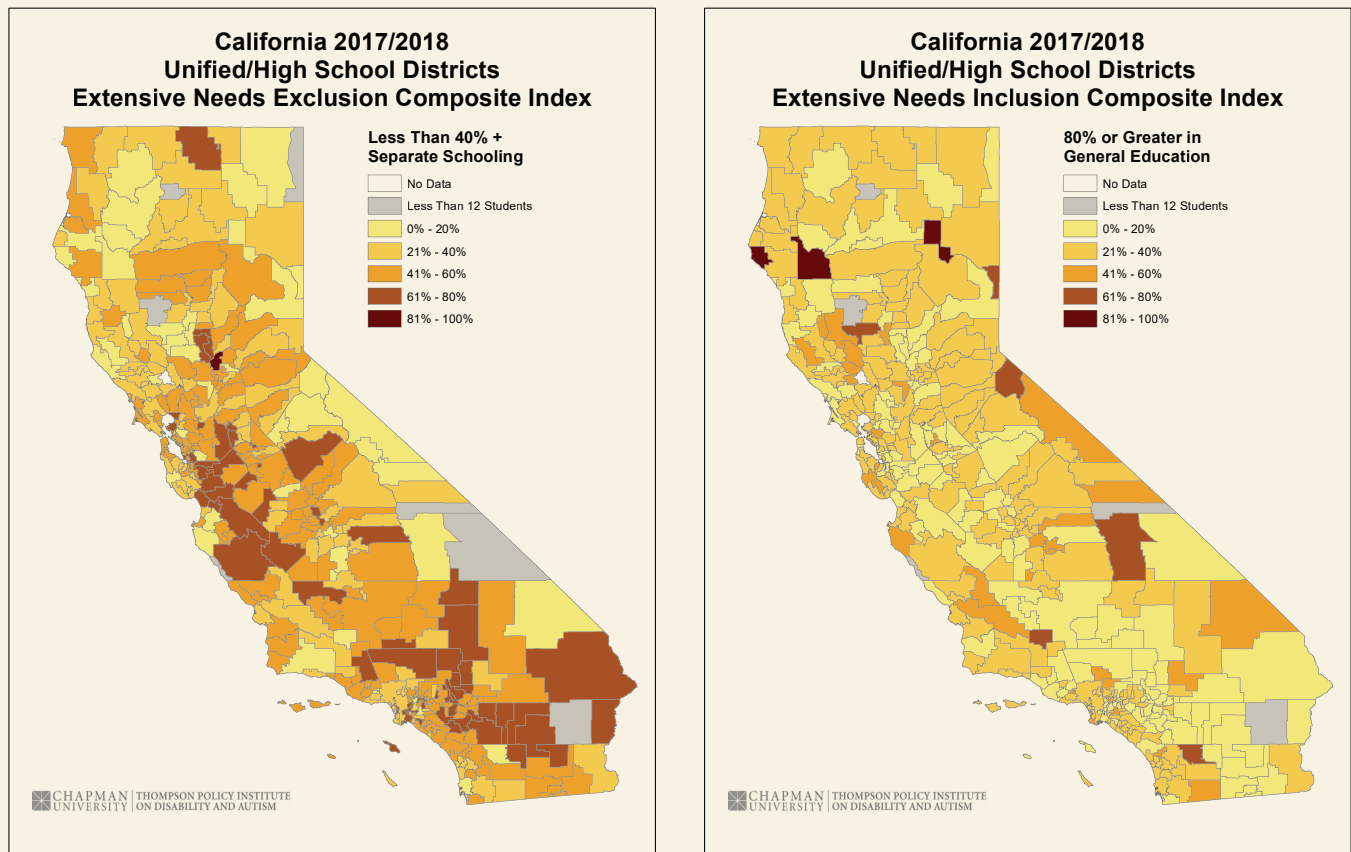 California 2017/2018
Unified/High School Districts
Extensive Needs Exclusion Composite Index
Less Than 40% +
Separate Schooling
No Data
Less Than 12 Students
0% - 20%
21% - 40%
41% - 60%
61% - 80%
81% - 100%
CHAPMAN
UNIVERSITY
THOMPSON POLICY INSTITUTE
ON DISABILITY AND AUTISM
California 2017/2018
Unified/High School Districts
Extensive Needs Inclusion Composite Index
80% or Greater in
General Education
No Data
Less Than 12 Students
0% - 20%
21% - 40%
41% - 60%
61% - 80%
81% - 100%
CHAPMAN
UNIVERSITY
THOMPSON POLICY INSTITUTE
ON DISABILITY AND AUTISM